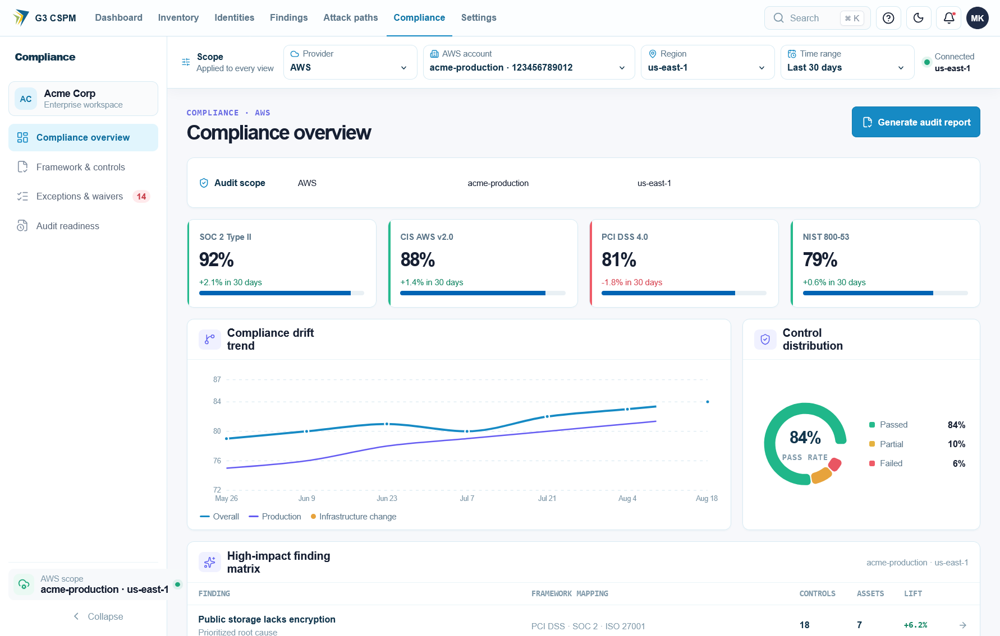 G3 CSPM
Dashboard
Inventory
Identities
Findings
Attack paths
Compliance
Settings
Search
⌘ K
MK
Compliance
AC
Acme Corp
Enterprise workspace
Compliance overview
Framework & controls
Exceptions & waivers
14
Audit readiness
AWS scope
acme-production · us-east-1
Collapse
Scope
Applied to every view
Provider
AWS
AWS account
acme-production · 123456789012
Region
us-east-1
Time range
Last 30 days
Connected
us-east-1
COMPLIANCE · AWS
Compliance overview
Generate audit report
Audit scope
AWS
acme-production
us-east-1
SOC 2 Type II
92%
+2.1% in 30 days
CIS AWS v2.0
88%
+1.4% in 30 days
PCI DSS 4.0
81%
-1.8% in 30 days
NIST 800-53
79%
+0.6% in 30 days
Compliance drift
trend
87
84
80
76
72
May 26
Jun 9
Jun 23
Jul 7
Jul 21
Aug 4
Aug 18
Overall
Production
Infrastructure change
Control
distribution
84%
PASS RATE
Passed
84%
Partial
10%
Failed
6%
High-impact finding
matrix
acme-production · us-east-1
FINDING
FRAMEWORK MAPPING
CONTROLS
ASSETS
LIFT
Public storage lacks encryption
Prioritized root cause
PCI DSS · SOC 2 · ISO 27001
18
7
+6.2%